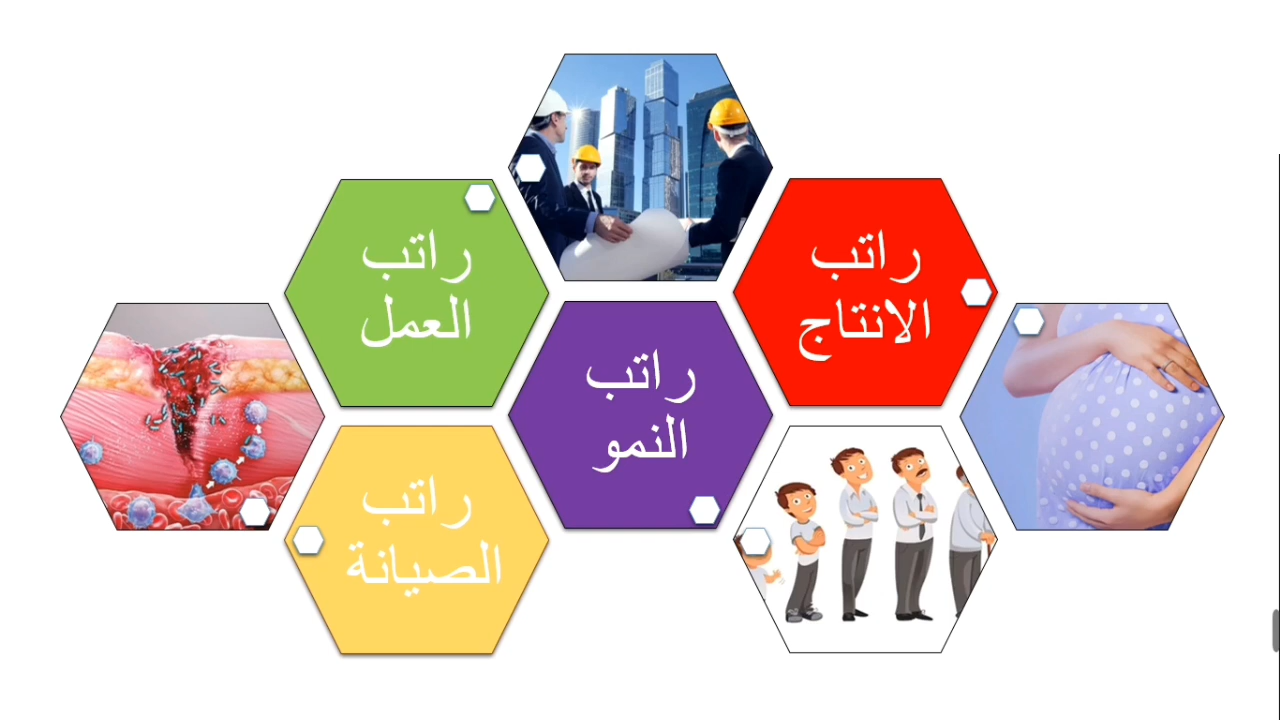 راتب
الانتاج
راتب
العمل
راتب
النمو
راتب
الصيانة